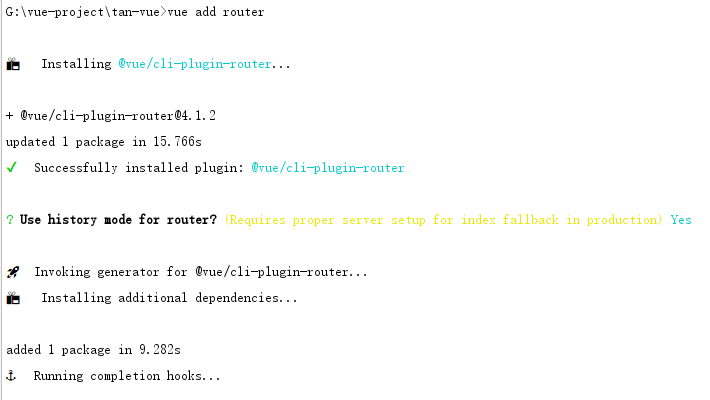 G:\vue-project\tan-vue>vue add router
Installing @vue/cli-plugin-router...
+ @vue/cli-plugin-router@4.1.2
updated 1 package in 15.766s
✔ Successfully installed plugin: @vue/cli-plugin-router
? Use history mode for router? (Requires proper server setup for index fallback in production) Yes
Invoking generator for @vue/cli-plugin-router...
Installing additional dependencies...
added 1 package in 9.282s
Running completion hooks...